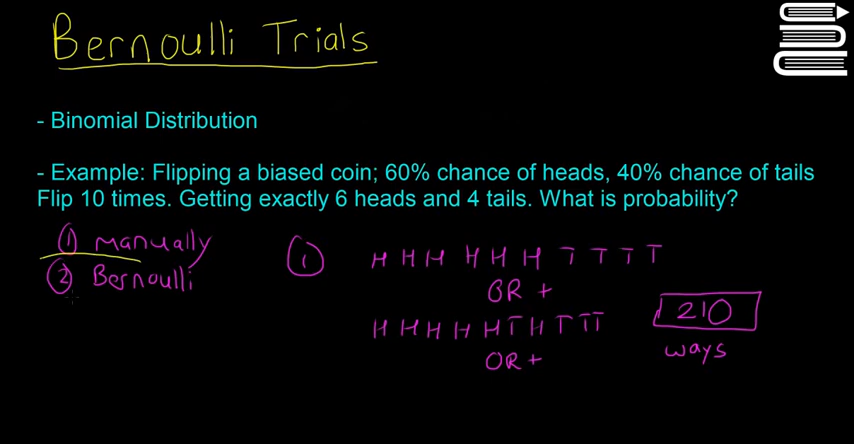 Bernoulli Trials
- Binomial Distribution
- Example: Flipping a biased coin; 60% chance of heads, 40% chance of tails
Flip 10 times. Getting exactly 6 heads and 4 tails. What is probability?
① manually
② Bernoulli
① H H H H H H T T T T
OR +
H H H H H T H T T T
OR +
210
ways